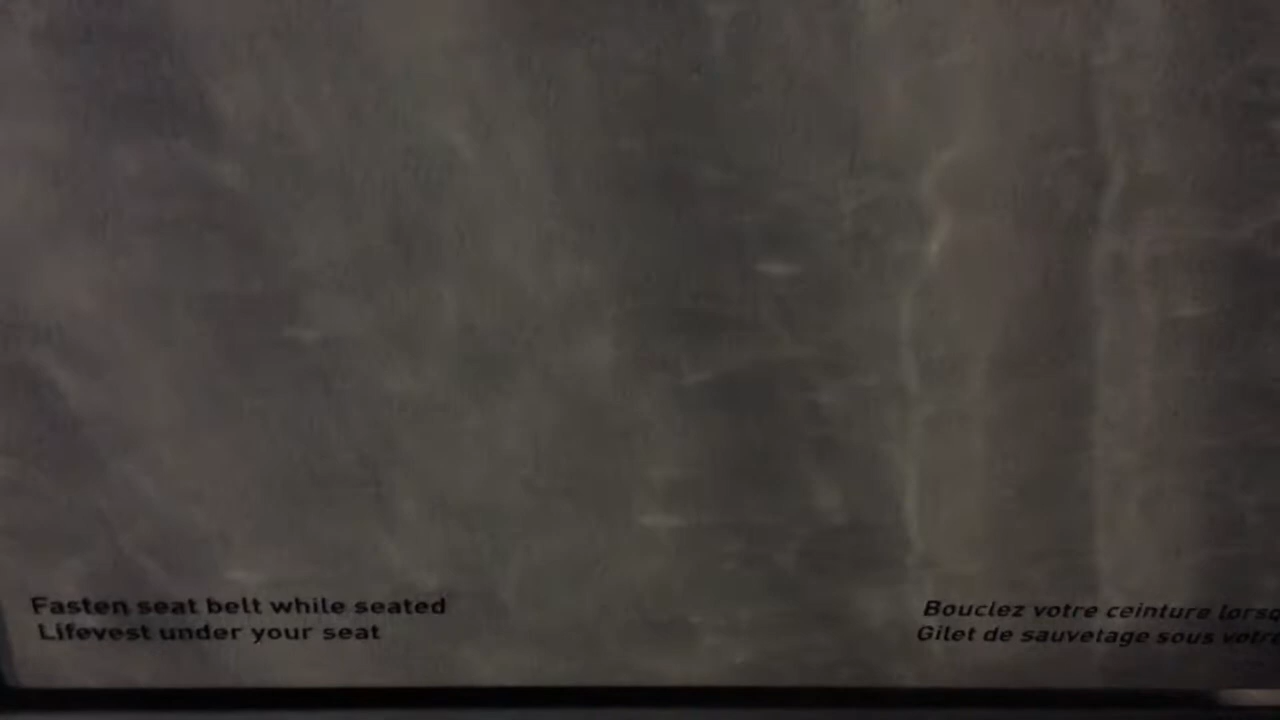 Fasten seat belt while seated
Lifevest under your seat
Bouclez votre ceinture
Gilet de sauvetage sous